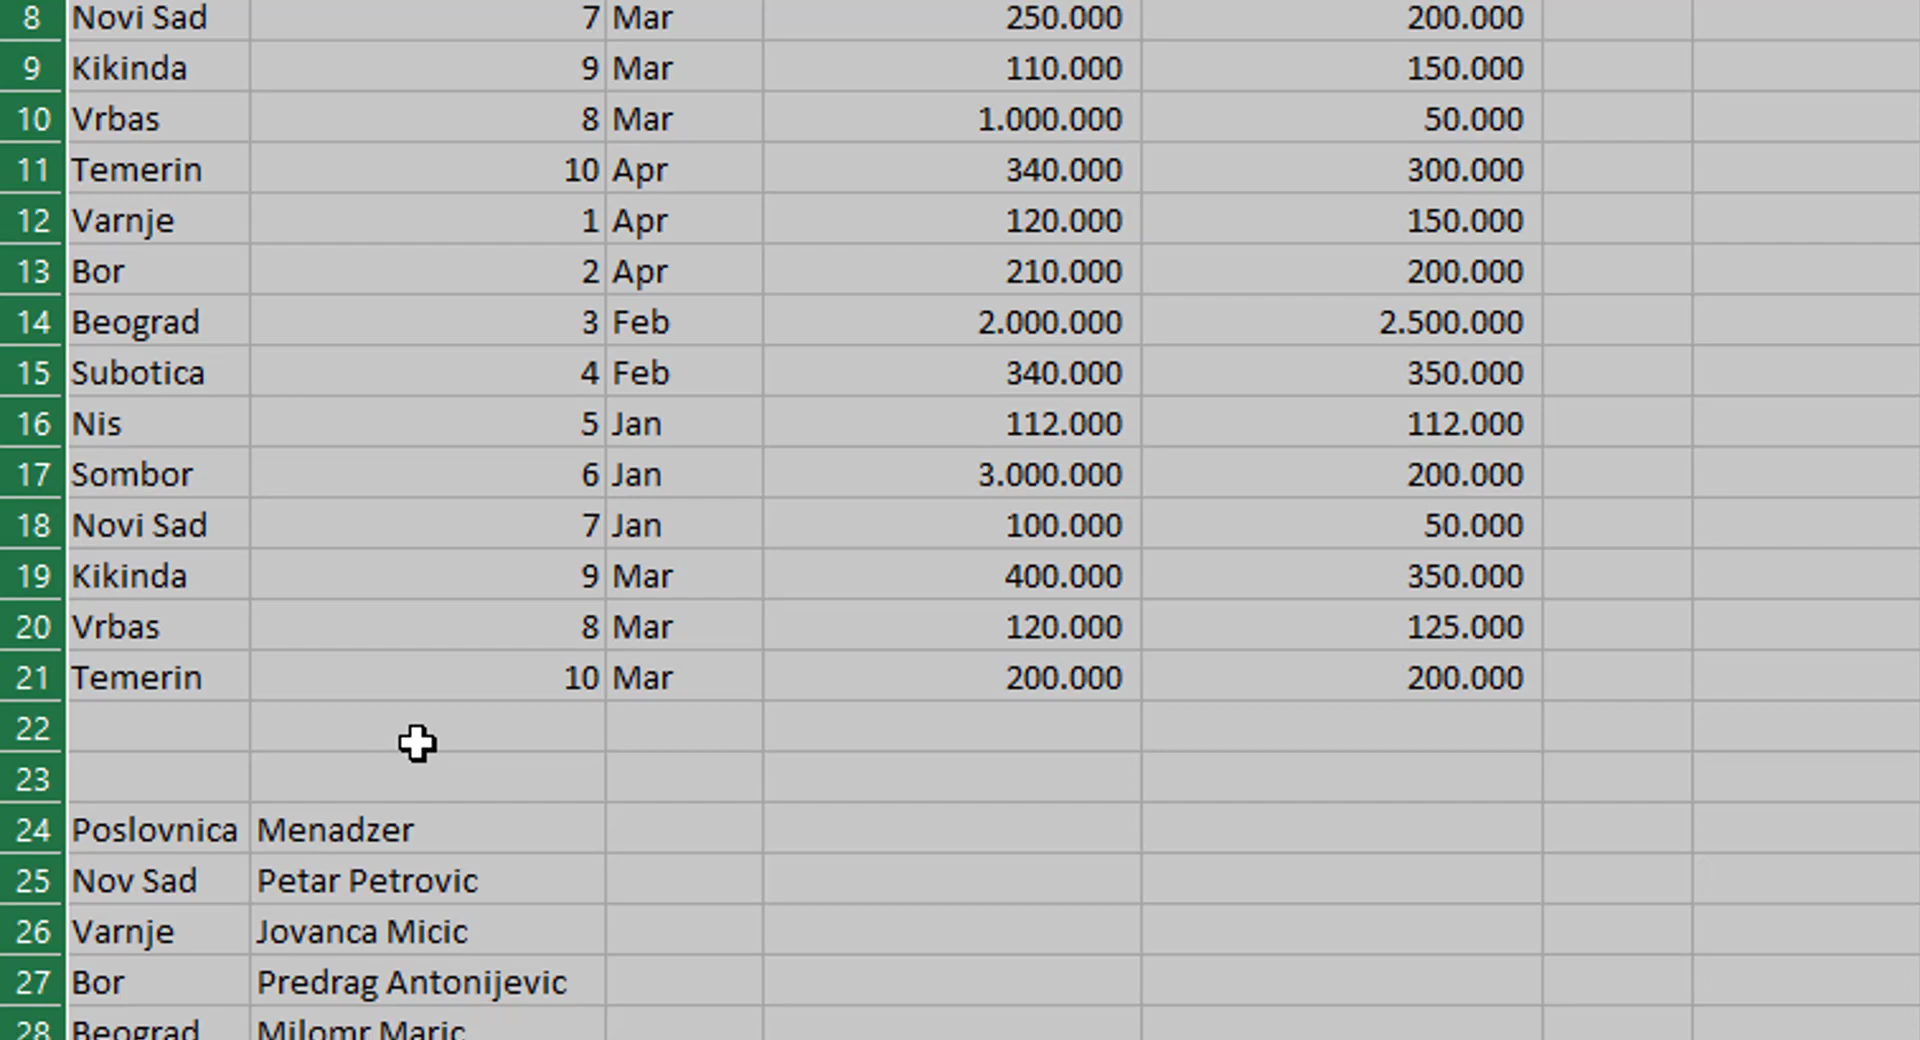 8 Novi Sad 7 Mar 250.000 200.000
9 Kikinda 9 Mar 110.000 150.000
10 Vrbas 8 Mar 1.000.000 50.000
11 Temerin 10 Apr 340.000 300.000
12 Varnje 1 Apr 120.000 150.000
13 Bor 2 Apr 210.000 200.000
14 Beograd 3 Feb 2.000.000 2.500.000
15 Subotica 4 Feb 340.000 350.000
16 Nis 5 Jan 112.000 112.000
17 Sombor 6 Jan 3.000.000 200.000
18 Novi Sad 7 Jan 100.000 50.000
19 Kikinda 9 Mar 400.000 350.000
20 Vrbas 8 Mar 120.000 125.000
21 Temerin 10 Mar 200.000 200.000
22
23
24 Poslovnica Menadzer
25 Nov Sad Petar Petrovic
26 Varnje Jovanca Micic
27 Bor Predrag Antonijevic
28 Beograd Milomr Maric